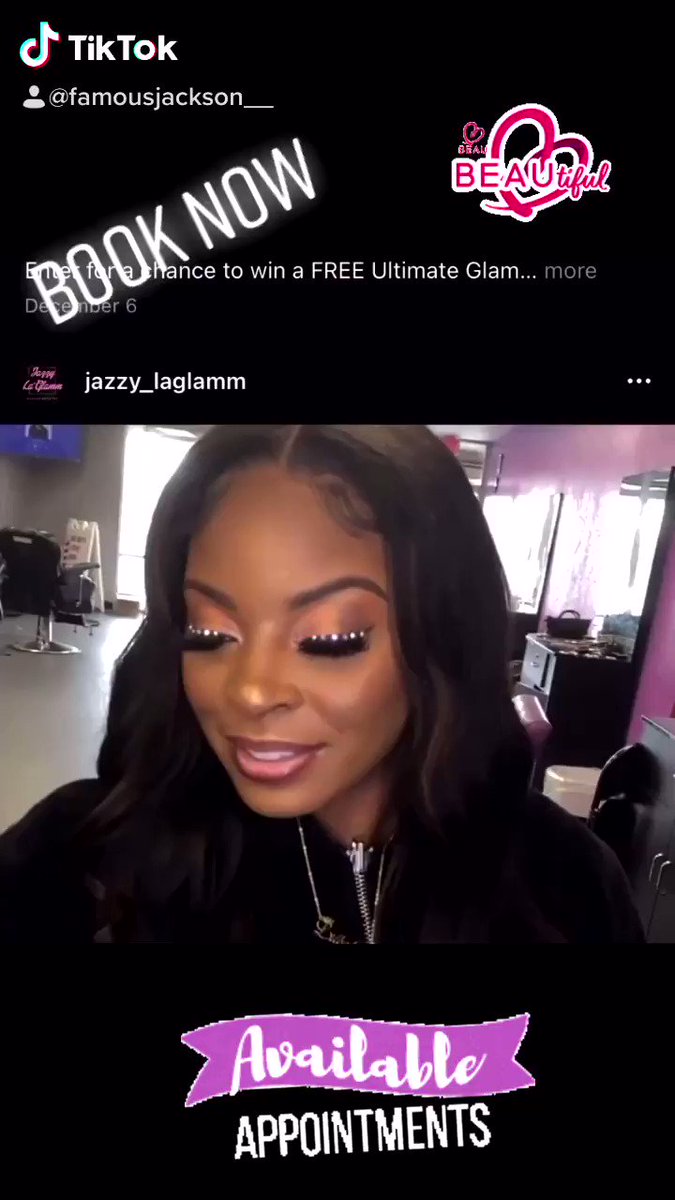 TikTok
@famousjackson__
BEAU
BEAUtiful
BOOK NOW
Enter for a chance to win a FREE Ultimate Glam... more
December 6
Jazzy
La'Glamm
jazzy_laglamm
Available
APPOINTMENTS